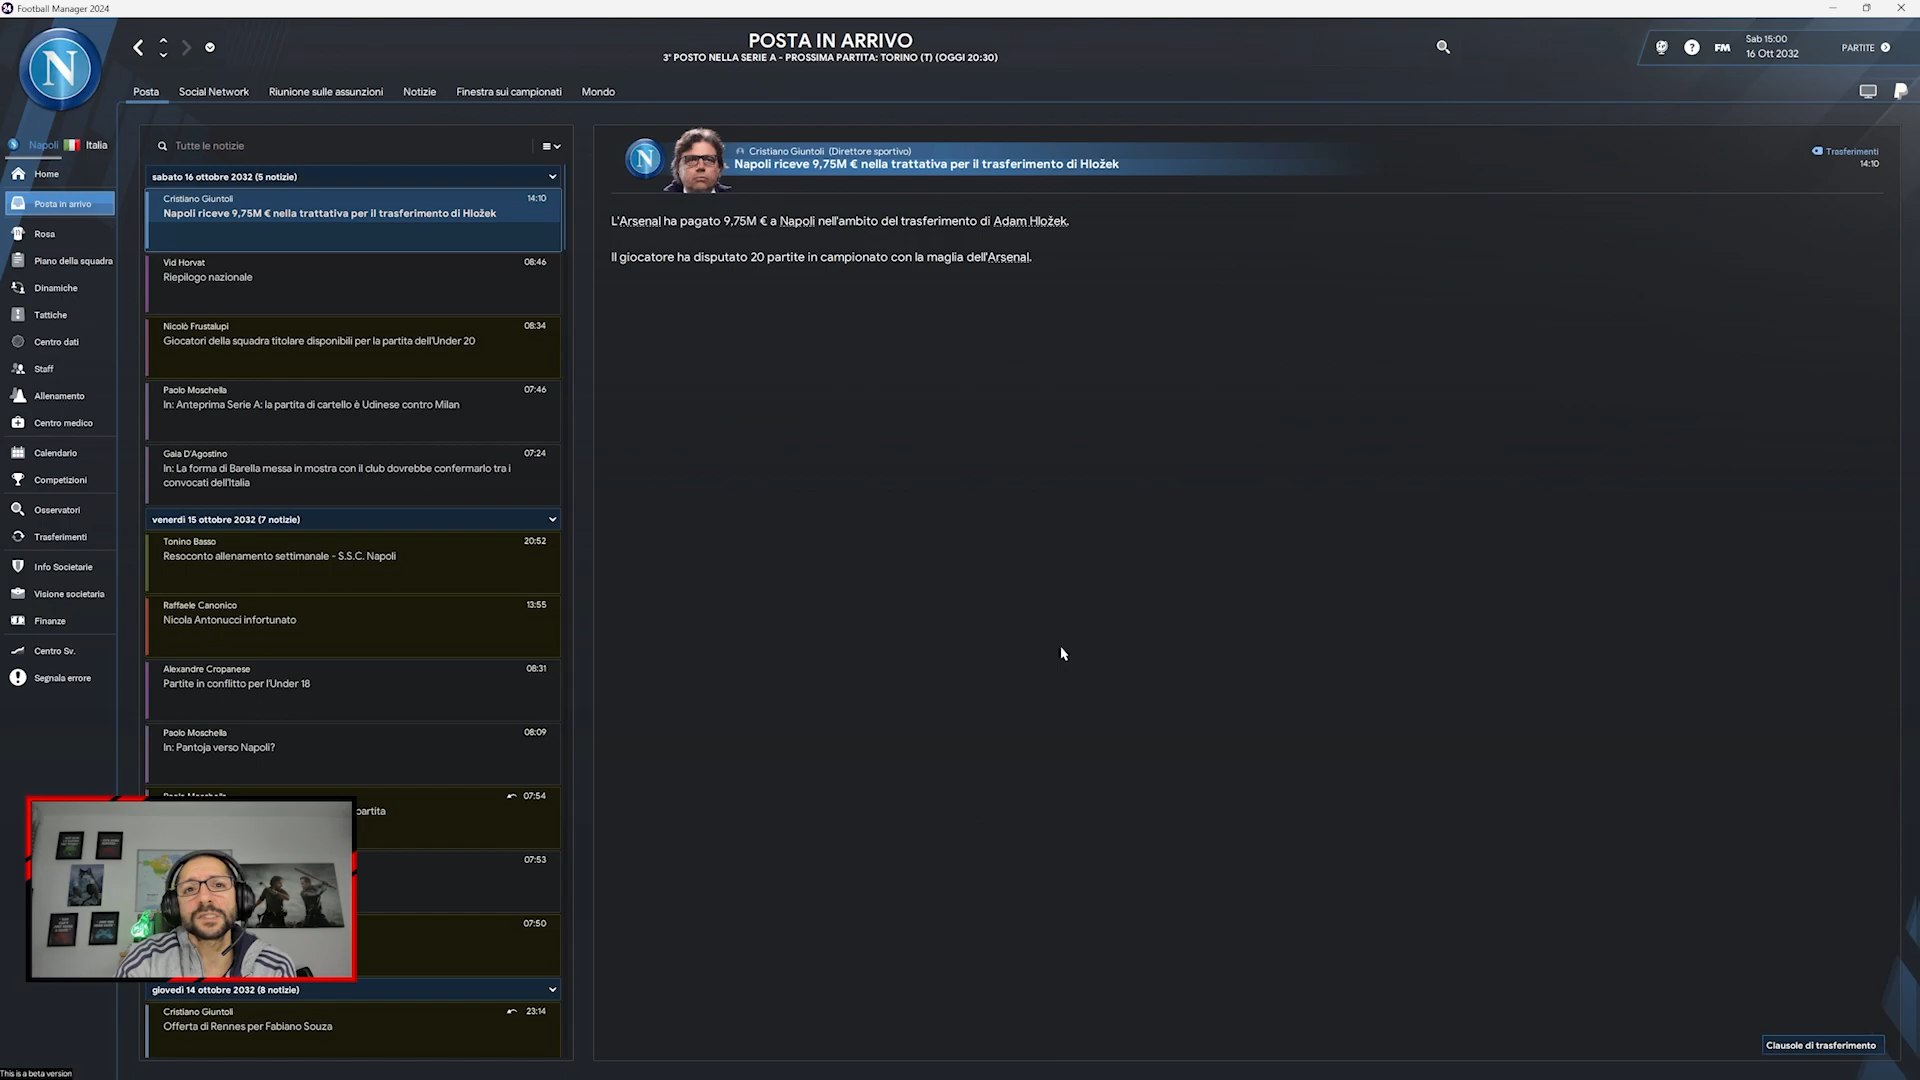 Football Manager 2024
POSTA IN ARRIVO
3° POSTO NELLA SERIE A - PROSSIMA PARTITA: TORINO (T) (OGGI 20:30)
FM
Sab 15:00
16 Ott 2032
PARTITE
Posta
Social Network
Riunione sulle assunzioni
Notizie
Finestra sui campionati
Mondo
Napoli
Italia
Home
Posta in arrivo
Rosa
Piano della squadra
Dinamiche
Tattiche
Centro dati
Staff
Allenamento
Centro medico
Calendario
Competizioni
Osservatori
Trasferimenti
Info Societarie
Visione societaria
Finanze
Centro Sv.
Segnala errore
Tutte le notizie
sabato 16 ottobre 2032 (5 notizie)
Cristiano Giuntoli 14:10
Napoli riceve 9,75M € nella trattativa per il trasferimento di Hložek
Vid Horvat 08:46
Riepilogo nazionale
Nicolò Frustalupi 08:34
Giocatori della squadra titolare disponibili per la partita dell'Under 20
Paolo Moschella 07:46
In: Anteprima Serie A: la partita di cartello è Udinese contro Milan
Gaia D'Agostino 07:24
In: La forma di Barella messa in mostra con il club dovrebbe confermarlo tra i
convocati dell'Italia
venerdì 15 ottobre 2032 (7 notizie)
Tonino Basso 20:52
Resoconto allenamento settimanale - S.S.C. Napoli
Raffaele Canonico 13:55
Nicola Antonucci infortunato
Alexandre Cropanese 08:31
Partite in conflitto per l'Under 18
Paolo Moschella 08:09
In: Pantoja verso Napoli?
07:54
partita
07:53
07:50
giovedì 14 ottobre 2032 (8 notizie)
Cristiano Giuntoli 23:14
Offerta di Rennes per Fabiano Souza
Cristiano Giuntoli (Direttore sportivo)
Napoli riceve 9,75M € nella trattativa per il trasferimento di Hložek
Trasferimenti
14:10
L'Arsenal ha pagato 9,75M € a Napoli nell'ambito del trasferimento di Adam Hložek.
Il giocatore ha disputato 20 partite in campionato con la maglia dell'Arsenal.
Clausole di trasferimento
This is a beta version